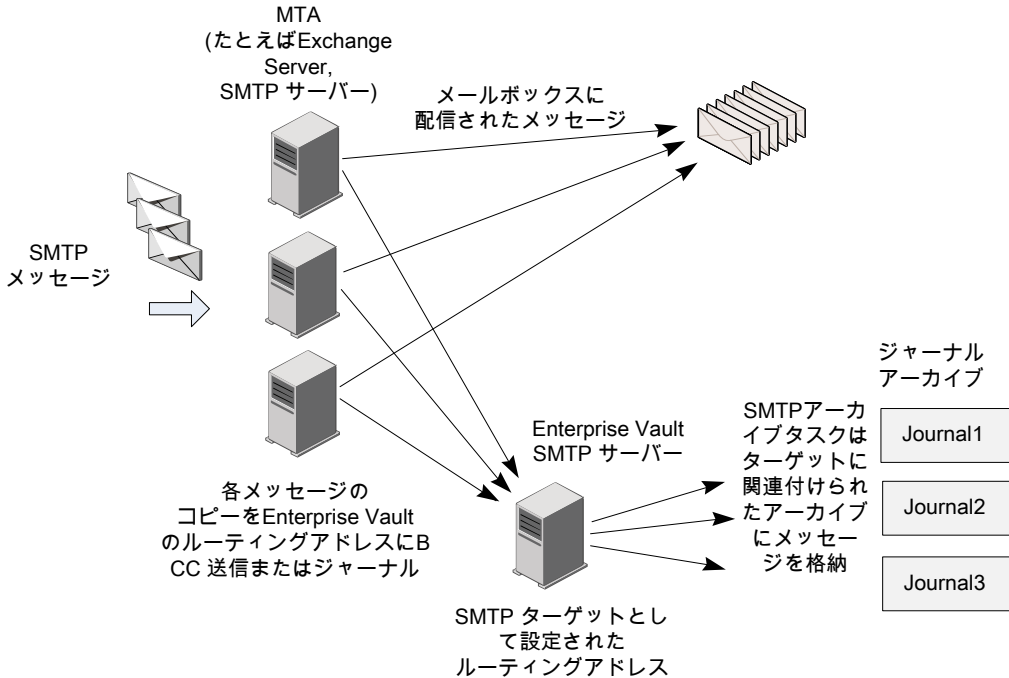 MTA
(たとえばExchange
Server,
SMTP サーバー)
メールボックスに
配信されたメッセージ
SMTP
メッセージ
各メッセージの
コピーをEnterprise Vault
のルーティングアドレスにB
CC 送信またはジャーナル
Enterprise Vault
SMTP サーバー
SMTP ターゲットとし
て設定された
ルーティングアドレス
SMTPアーカ
イブタスクは
ターゲットに
関連付けられ
たアーカイブ
にメッセー
ジを格納
ジャーナル
アーカイブ
Journal1
Journal2
Journal3